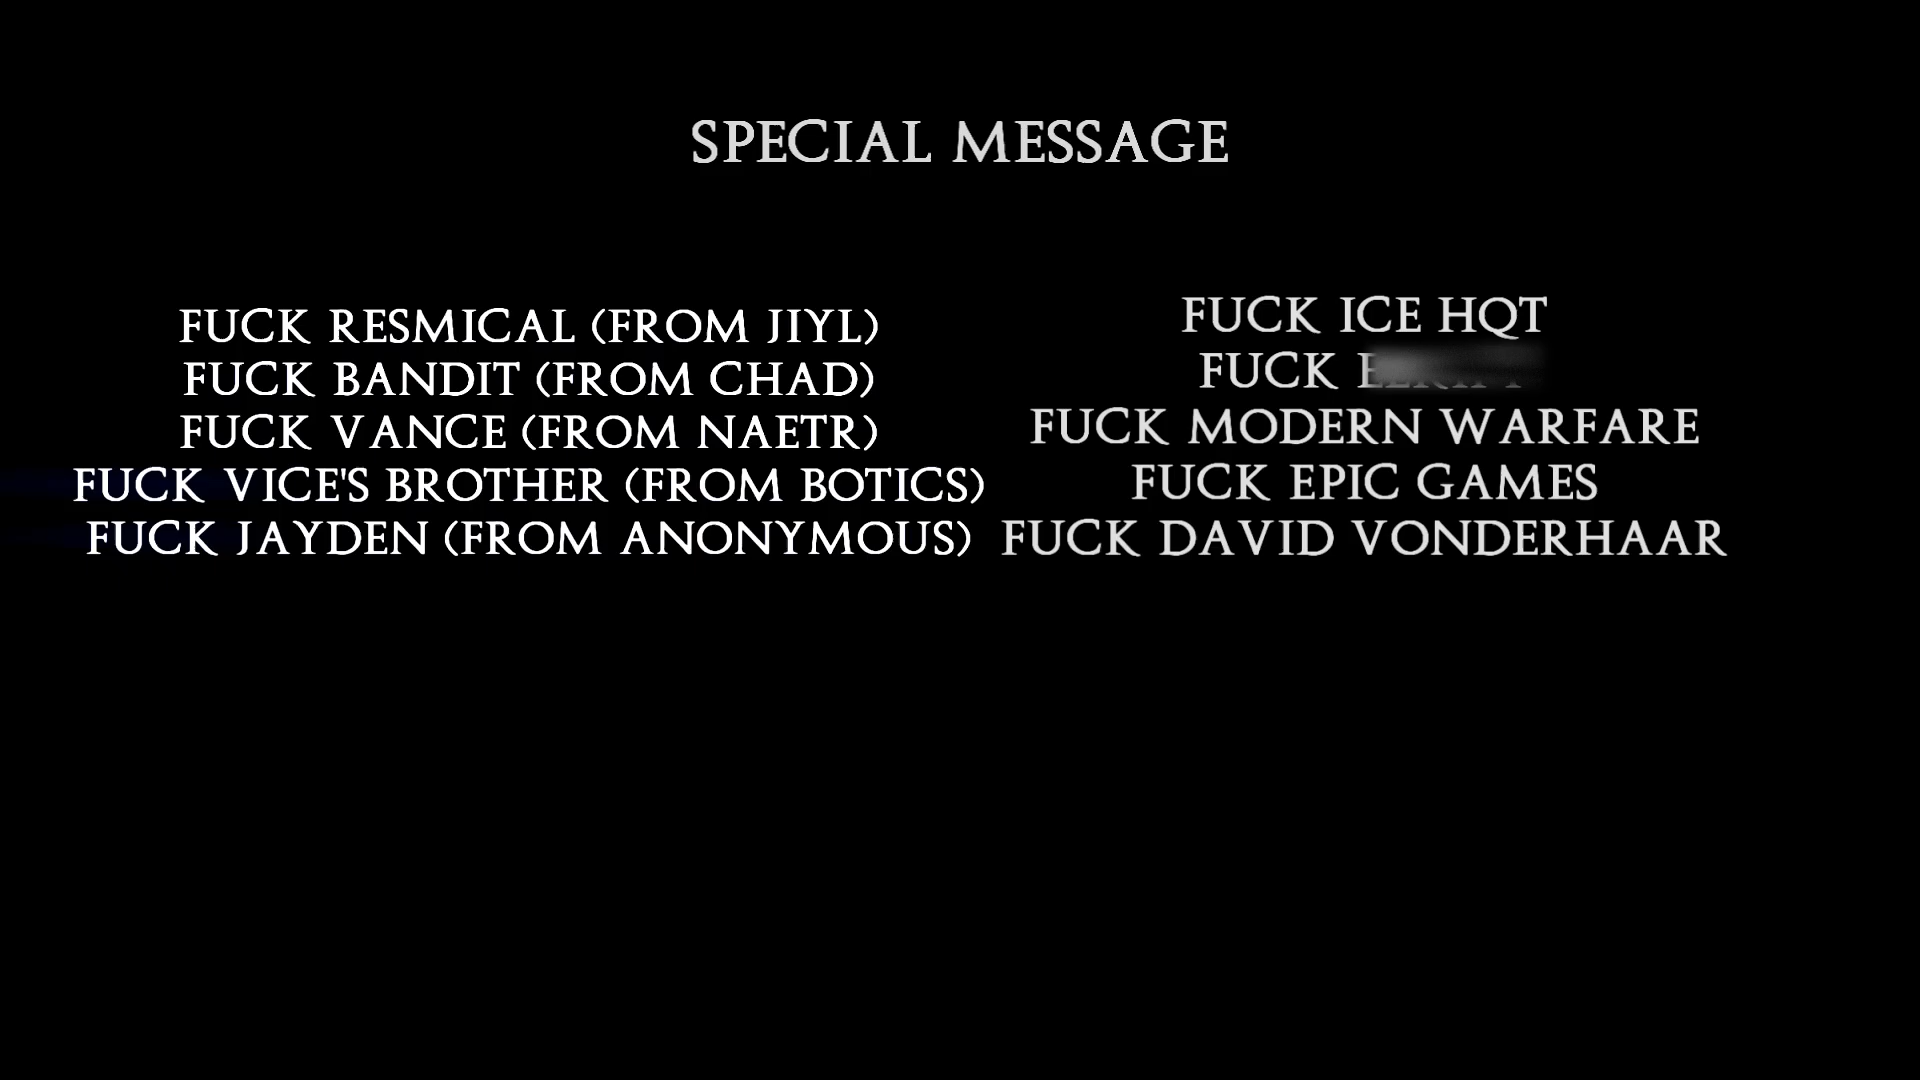 SPECIAL MESSAGE
FUCK RESMICAL (FROM JIYL)
FUCK BANDIT (FROM CHAD)
FUCK VANCE (FROM NAETR)
FUCK VICE'S BROTHER (FROM BOTICS)
FUCK JAYDEN (FROM ANONYMOUS)
FUCK ICE HQT
FUCK
FUCK MODERN WARFARE
FUCK EPIC GAMES
FUCK DAVID VONDERHAAR